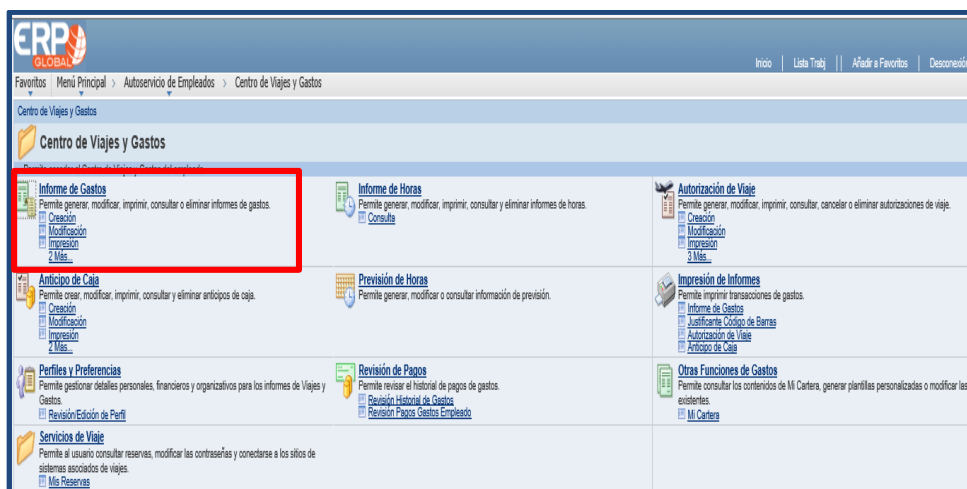 ERP
GLOBAL
Inicio | Lista Trabj || Añadir a Favoritos | Desconexión
Favoritos Menú Principal > Autoservicio de Empleados > Centro de Viajes y Gastos
Centro de Viajes y Gastos
Centro de Viajes y Gastos
Permite acceder al Centro de Viajes y Gastos del empleado
Informe de Gastos
Permite generar, modificar, imprimir, consultar o eliminar informes de gastos.
Creación
Modificación
Impresión
2 Más...
Informe de Horas
Permite generar, modificar, imprimir, consultar y eliminar informes de horas.
Consulta
Autorización de Viaje
Permite generar, modificar, imprimir, consultar, cancelar o eliminar autorizaciones de viaje.
Creación
Modificación
Impresión
3 Más...
Anticipo de Caja
Permite crear, modificar, imprimir, consultar y eliminar anticipos de caja.
Creación
Modificación
Impresión
2 Más...
Previsión de Horas
Permite generar, modificar o consultar información de previsión.
Impresión de Informes
Permite imprimir transacciones de gastos.
Informe de Gastos
Justificante Código de Barras
Autorización de Viaje
Anticipo de Caja
Perfiles y Preferencias
Permite gestionar detalles personales, financieros y organizativos para los informes de Viajes y
Gastos.
Revisión/Edición de Perfil
Revisión de Pagos
Permite revisar el historial de pagos de gastos.
Revisión Historial de Gastos
Revisión Pagos Gastos Empleado
Otras Funciones de Gastos
Permite consultar los contenidos de Mi Cartera, generar plantillas personalizadas o modificar las
existentes.
Mi Cartera
Servicios de Viaje
Permite al usuario consultar reservas, modificar las contraseñas y conectarse a los sitios de
sistemas asociados de viajes.
Mis Reservas